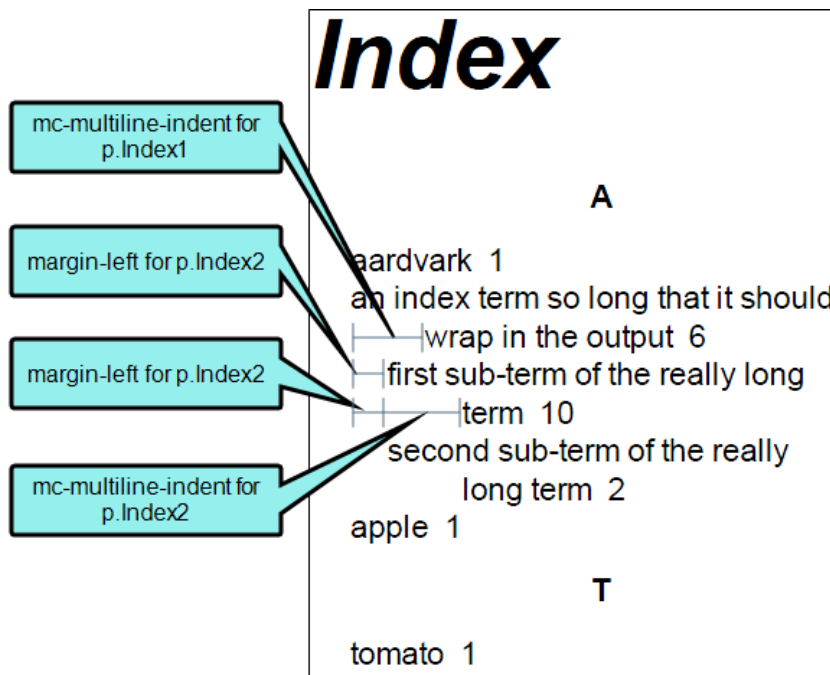 Index
mc-multiline-indent for
p.Index1
margin-left for p.Index2
margin-left for p.Index2
mc-multiline-indent for
p.Index2
A
aardvark 1
an index term so long that it should
wrap in the output 6
first sub-term of the really long
term 10
second sub-term of the really
long term 2
apple 1
T
tomato 1